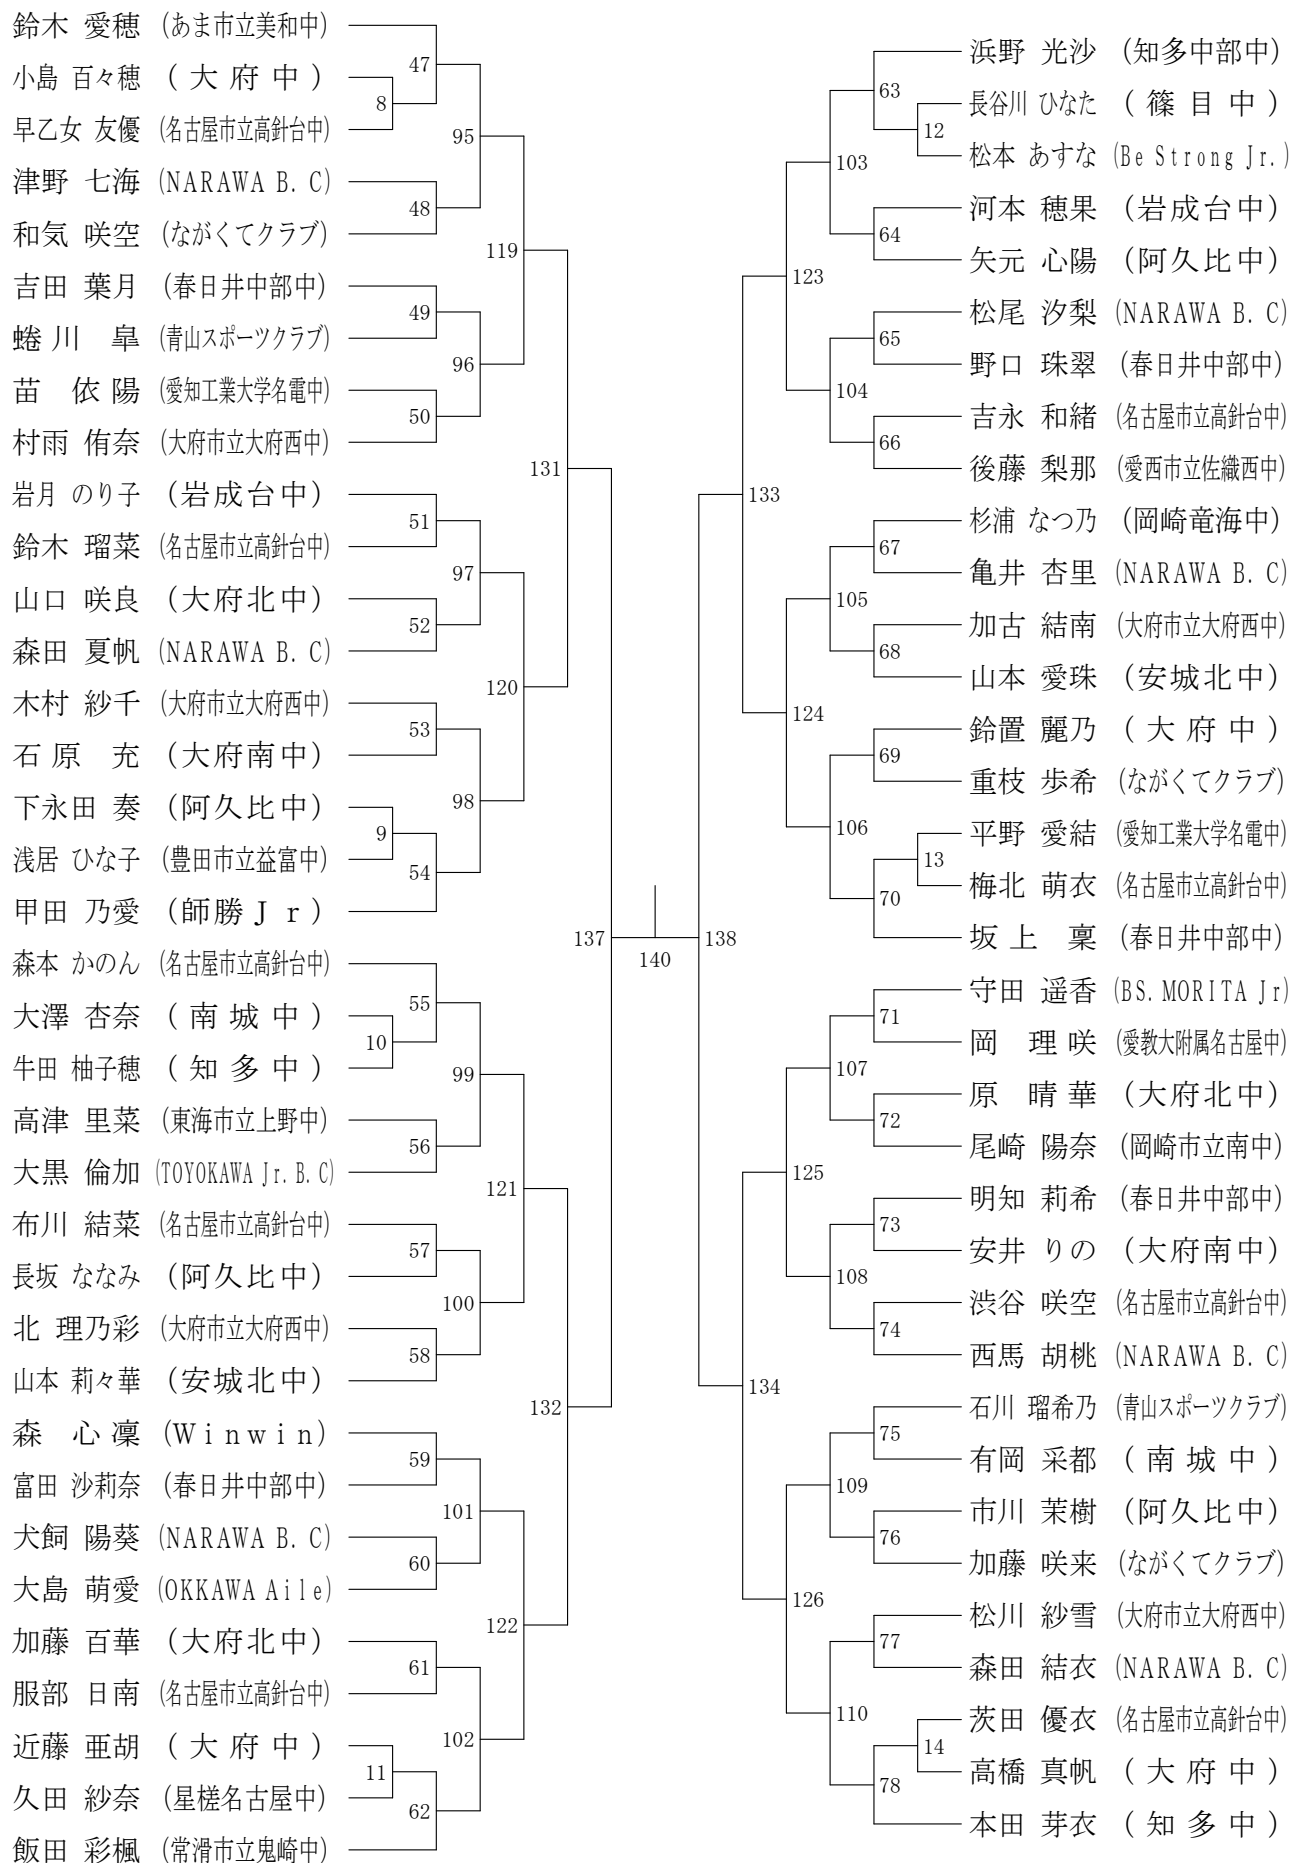 鈴木 愛穂 (あま市立美和中)
小島 百々穂 (大府中)
早乙女 友優 (名古屋市立高針台中)
津野 七海 (NARAWA B.C)
和気 咲空 (ながくてクラブ)
吉田 葉月 (春日井中部中)
蜷川 皐 (青山スポーツクラブ)
苗 依陽 (愛知工業大学名電中)
村雨 侑奈 (大府市立大府西中)
岩月 のり子 (岩成台中)
鈴木 瑠菜 (名古屋市立高針台中)
山口 咲良 (大府北中)
森田 夏帆 (NARAWA B.C)
木村 紗千 (大府市立大府西中)
石原 充 (大府南中)
下永田 奏 (阿久比中)
浅居 ひな子 (豊田市立益富中)
甲田 乃愛 (師勝Jr)
森本 かのん (名古屋市立高針台中)
大澤 杏奈 (南城中)
牛田 柚子穂 (知多中)
高津 里菜 (東海市立上野中)
大黒 倫加 (TOYOKAWA Jr.B.C)
布川 結菜 (名古屋市立高針台中)
長坂 ななみ (阿久比中)
北 理乃彩 (大府市立大府西中)
山本 莉々華 (安城北中)
森 心凜 (Winwin)
富田 沙莉奈 (春日井中部中)
犬飼 陽葵 (NARAWA B.C)
大島 萌愛 (OKKAWA Aile)
加藤 百華 (大府北中)
服部 日南 (名古屋市立高針台中)
近藤 亜胡 (大府中)
久田 紗奈 (星槎名古屋中)
飯田 彩楓 (常滑市立鬼崎中)
8
9
10
11
47
48
49
50
51
52
53
54
55
56
57
58
59
60
61
62
95
96
97
98
99
100
101
102
119
120
121
122
131
132
137
140
138
133
134
123
124
125
126
103
104
105
106
107
108
109
110
63
64
65
66
67
68
69
70
71
72
73
74
75
76
77
78
12
13
14
浜野 光沙 (知多中部中)
長谷川 ひなた (篠目中)
松本 あすな (Be Strong Jr.)
河本 穂果 (岩成台中)
矢元 心陽 (阿久比中)
松尾 汐梨 (NARAWA B.C)
野口 珠翠 (春日井中部中)
吉永 和緒 (名古屋市立高針台中)
後藤 梨那 (愛西市立佐織西中)
杉浦 なつ乃 (岡崎竜海中)
亀井 杏里 (NARAWA B.C)
加古 結南 (大府市立大府西中)
山本 愛珠 (安城北中)
鈴置 麗乃 (大府中)
重枝 歩希 (ながくてクラブ)
平野 愛結 (愛知工業大学名電中)
梅北 萌衣 (名古屋市立高針台中)
坂上 稟 (春日井中部中)
守田 遥香 (BS.MORITA Jr)
岡 理咲 (愛教大附属名古屋中)
原 晴華 (大府北中)
尾崎 陽奈 (岡崎市立南中)
明知 莉希 (春日井中部中)
安井 りの (大府南中)
渋谷 咲空 (名古屋市立高針台中)
西馬 胡桃 (NARAWA B.C)
石川 瑠希乃 (青山スポーツクラブ)
有岡 采都 (南城中)
市川 茉樹 (阿久比中)
加藤 咲来 (ながくてクラブ)
松川 紗雪 (大府市立大府西中)
森田 結衣 (NARAWA B.C)
茨田 優衣 (名古屋市立高針台中)
高橋 真帆 (大府中)
本田 芽衣 (知多中)